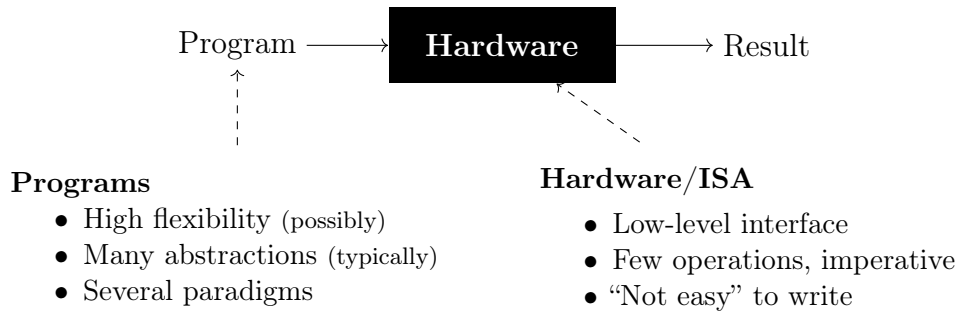 Program Hardware Result
Programs
• High flexibility (possibly)
• Many abstractions (typically)
• Several paradigms
Hardware/ISA
• Low-level interface
• Few operations, imperative
• “Not easy” to write